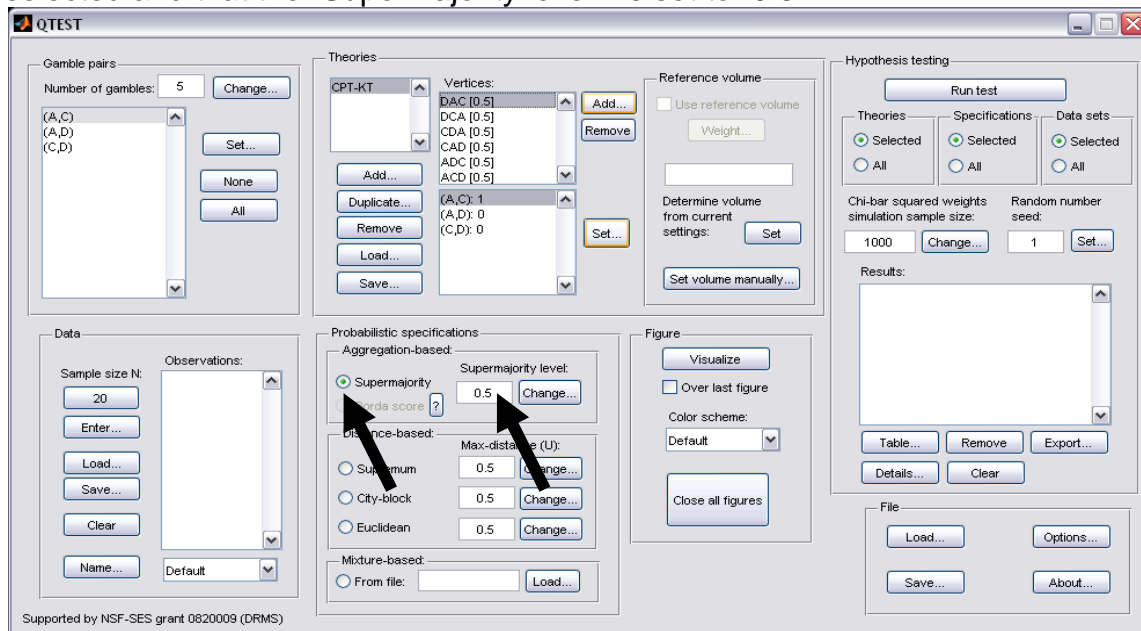 QTEST
Gamble pairs
Number of gambles: 5 Change...
(A,C)
(A,D)
(C,D)
Set...
None
All
Theories
CPT-KT
Add...
Duplicate...
Remove
Load...
Save...
Vertices:
DAC [0.5]
DCA [0.5]
CDA [0.5]
CAD [0.5]
ADC [0.5]
ACD [0.5]
Add...
Remove
(A,C): 1
(A,D): 0
(C,D): 0
Set...
Reference volume
Use reference volume
Weight...
Determine volume
from current
settings: Set
Set volume manually...
Hypothesis testing
Run test
Theories
Selected
All
Specifications
Selected
All
Data sets
Selected
All
Chi-bar squared weights
simulation sample size:
1000 Change...
Random number
seed:
1 Set...
Results:
Table... Remove Export...
Details... Clear
Data
Sample size N:
20
Enter...
Load...
Save...
Clear
Name...
Observations:
Default
Probabilistic specifications
Aggregation-based:
Supermajority level:
Supermajority 0.5 Change...
score ?
Distance-based:
Max-distance (U):
Supremum 0.5 Change...
City-block 0.5 Change...
Euclidean 0.5 Change...
Mixture-based:
From file: Load...
Figure
Visualize
Over last figure
Color scheme:
Default
Close all figures
File
Load... Options...
Save... About...
Supported by NSF-SES grant 0820009 (DRMS)